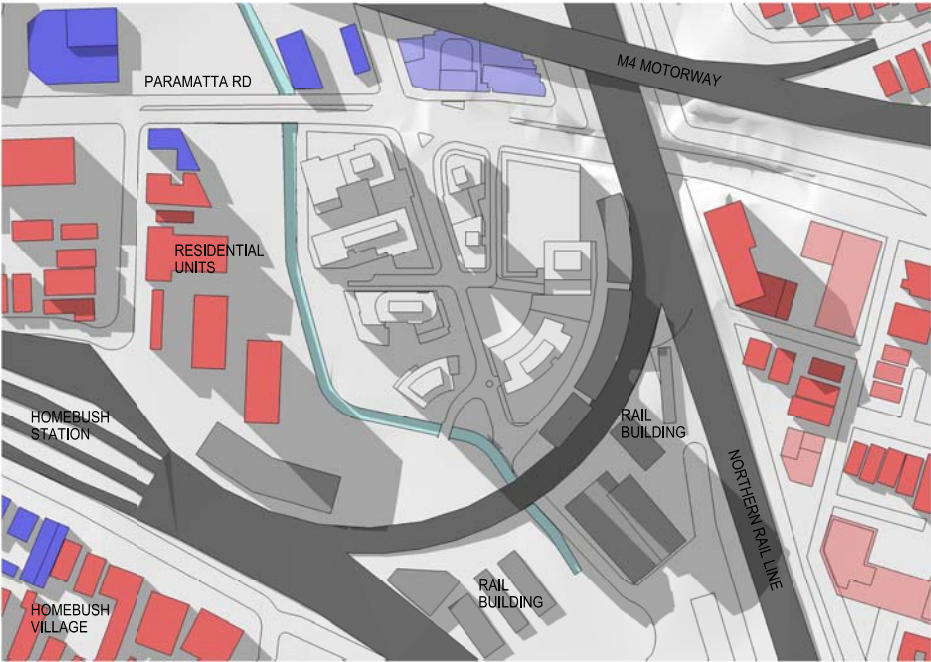 M4 MOTORWAY
PARAMATTA RD
RESIDENTIAL
UNITS
HOMEBUSH
STATION
RAIL
BUILDING
NORTHERN RAIL LINE
RAIL
BUILDING
HOMEBUSH
VILLAGE